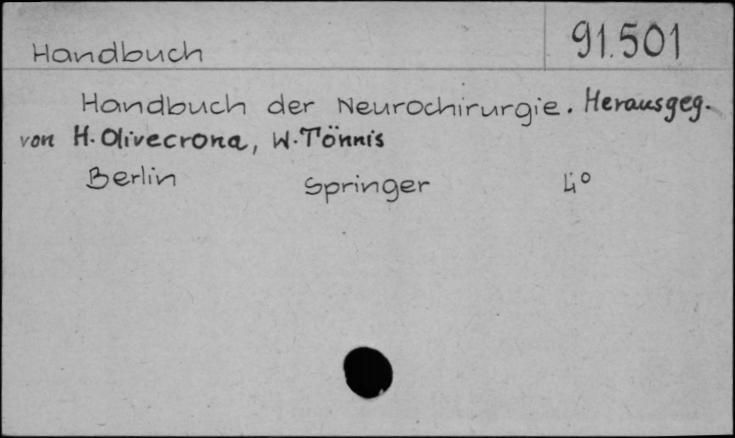 Handbuch 91.501
Handbuch der Neurochirurgie. Herausgeg.
von H. Olivecrona, W. Tönnis
Berlin Springer 4°